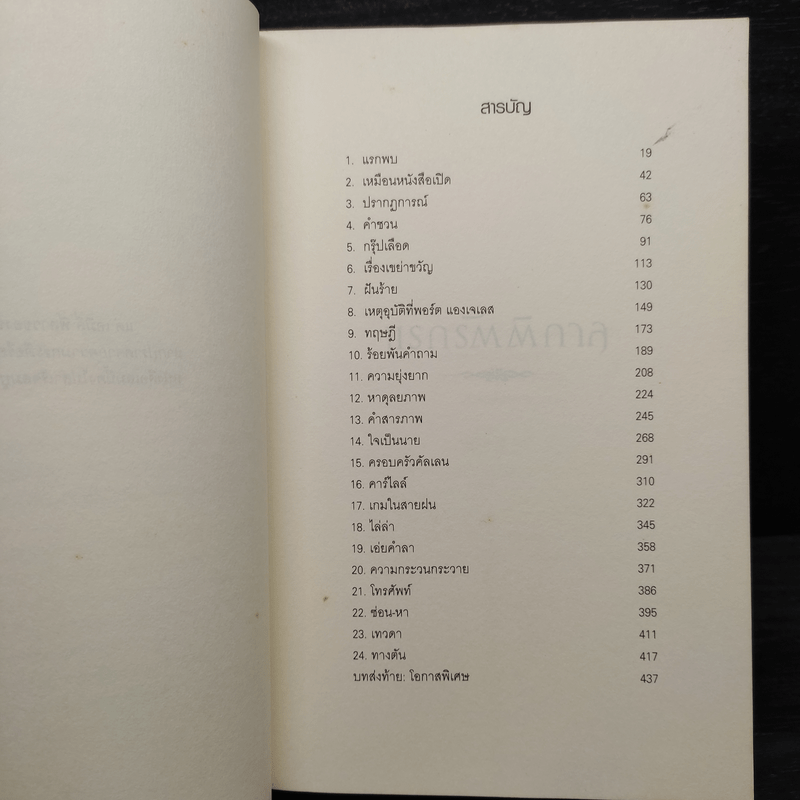 สารบัญ
1. แรกพบ 19
2. เหมือนหนังสือเปิด 42
3. ปรากฏการณ์ 63
4. คำชวน 76
5. กรุ๊ปเลือด 91
6. เรื่องเขย่าขวัญ 113
7. ฝันร้าย 130
8. เหตุอุบัติที่พอร์ต แองเจเลส 149
9. ทฤษฎี 173
10. ร้อยพันคำถาม 189
11. ความยุ่งยาก 208
12. หาดุลยภาพ 224
13. คำสารภาพ 245
14. ใจเป็นนาย 268
15. ครอบครัวคัลเลน 291
16. คาร์ไลล์ 310
17. เกมในสายฝน 322
18. ไล่ล่า 345
19. เอ่ยคำลา 358
20. ความกระวนกระวาย 371
21. โทรศัพท์ 386
22. ซ่อน-หา 395
23. เทวดา 411
24. ทางตัน 417
บทส่งท้าย: โอกาสพิเศษ 437